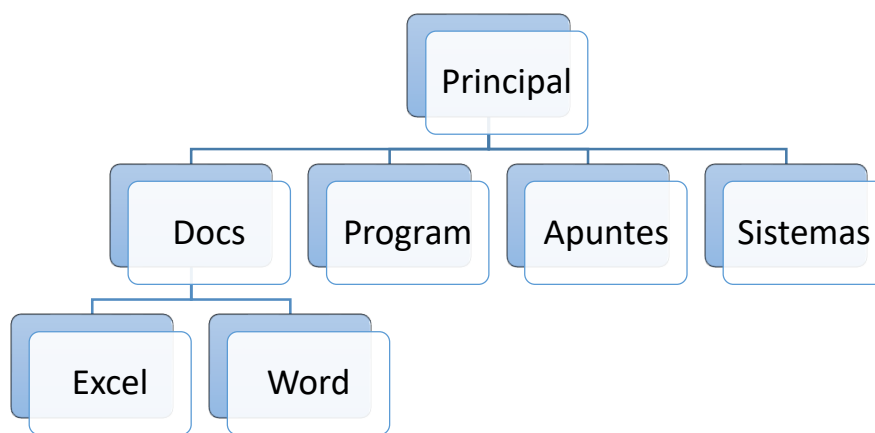 Principal
Docs
Program
Apuntes
Sistemas
Excel
Word